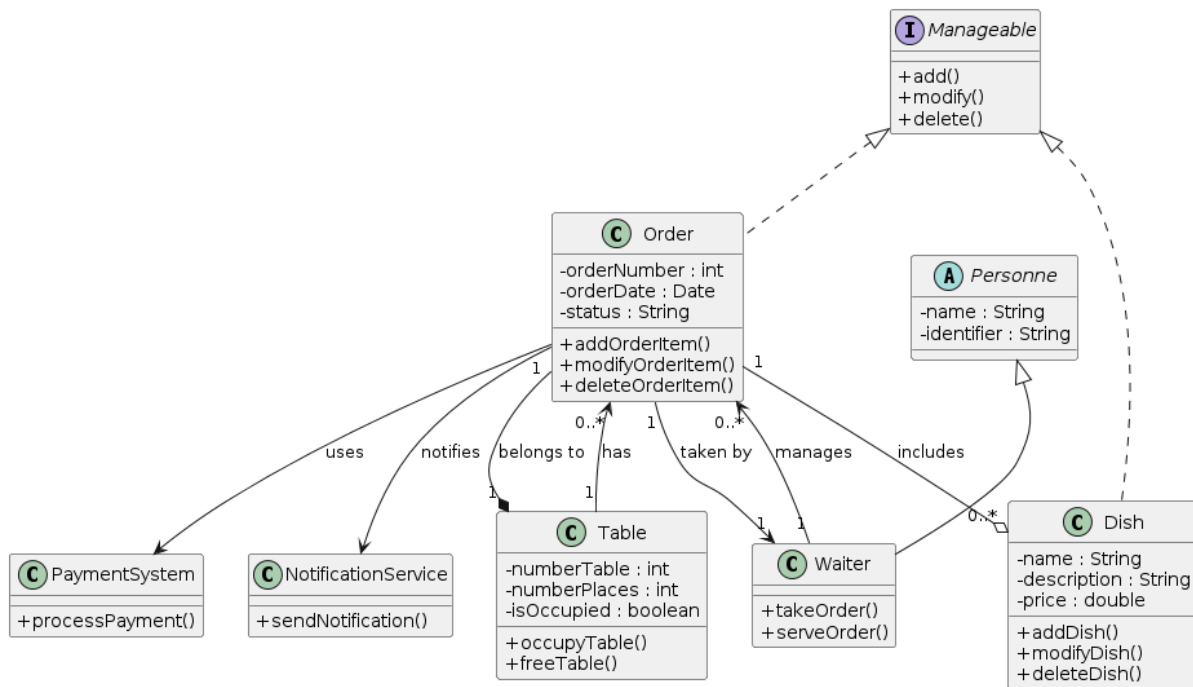 I Manageable
+add()
+modify()
+delete()
C Order
-orderNumber : int
-orderDate : Date
-status : String
+addOrderItem()
+modifyOrderItem()
+deleteOrderItem()
A Personne
-name : String
-identifier : String
1
1
0..*
1
0..*
uses
notifies
belongs to
has
taken by
manages
includes
1
1
1
1
0..*
C PaymentSystem
+processPayment()
C NotificationService
+sendNotification()
C Table
-numberTable : int
-numberPlaces : int
-isOccupied : boolean
+occupyTable()
+freeTable()
C Waiter
+takeOrder()
+serveOrder()
C Dish
-name : String
-description : String
-price : double
+addDish()
+modifyDish()
+deleteDish()